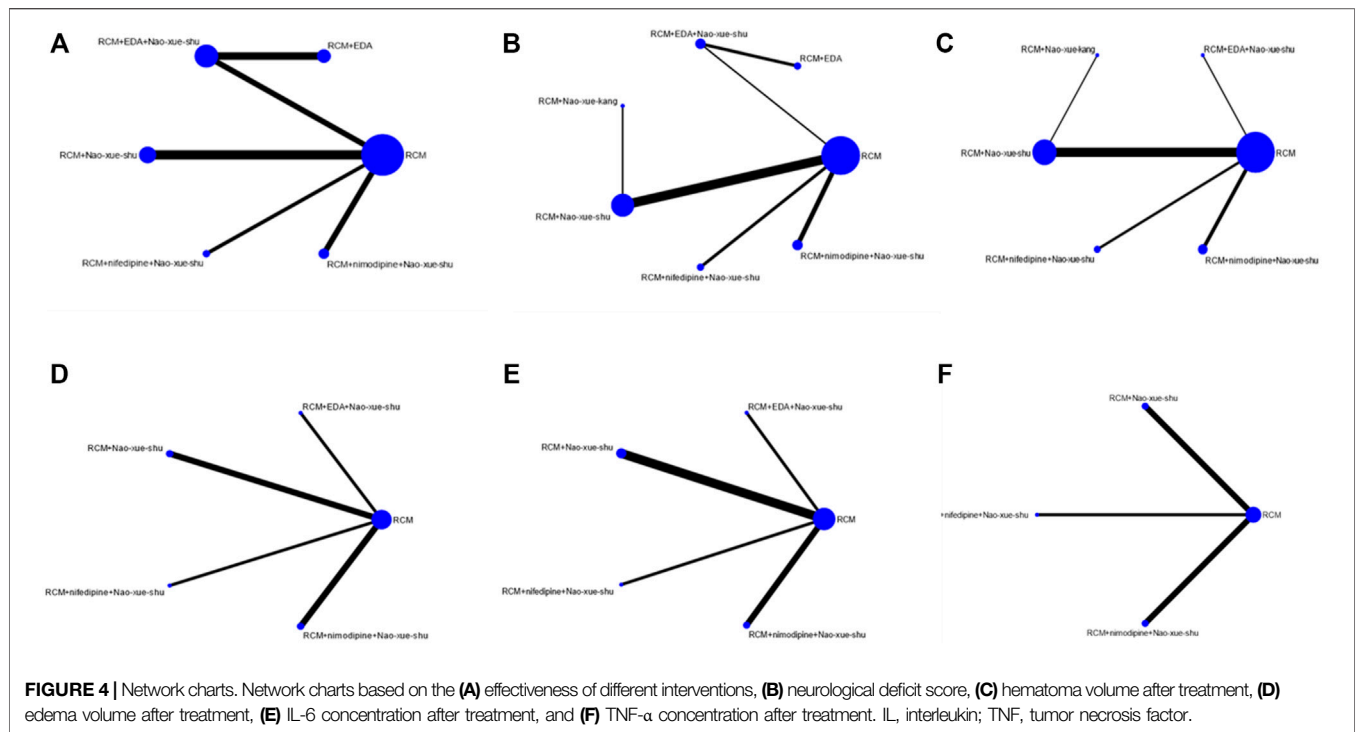 A
RCM+EDA+Nao-xue-shu
RCM+EDA
RCM+Nao-xue-shu
RCM
RCM+nifedipine+Nao-xue-shu
RCM+nimodipine+Nao-xue-shu
B
RCM+EDA+Nao-xue-shu
RCM+EDA
RCM+Nao-xue-kang
RCM
RCM+Nao-xue-shu
RCM+nimodipine+Nao-xue-shu
RCM+nifedipine+Nao-xue-shu
C
RCM+Nao-xue-kang
RCM+EDA+Nao-xue-shu
RCM+Nao-xue-shu
RCM
RCM+nifedipine+Nao-xue-shu
RCM+nimodipine+Nao-xue-shu
D
RCM+EDA+Nao-xue-shu
RCM+Nao-xue-shu
RCM
RCM+nifedipine+Nao-xue-shu
RCM+nimodipine+Nao-xue-shu
E
RCM+EDA+Nao-xue-shu
RCM+Nao-xue-shu
RCM
RCM+nifedipine+Nao-xue-shu
RCM+nimodipine+Nao-xue-shu
F
RCM+Nao-xue-shu
+nifedipine+Nao-xue-shu
RCM
RCM+nimodipine+Nao-xue-shu
FIGURE 4 | Network charts. Network charts based on the (A) effectiveness of different interventions, (B) neurological deficit score, (C) hematoma volume after treatment, (D)
edema volume after treatment, (E) IL-6 concentration after treatment, and (F) TNF-α concentration after treatment. IL, interleukin; TNF, tumor necrosis factor.